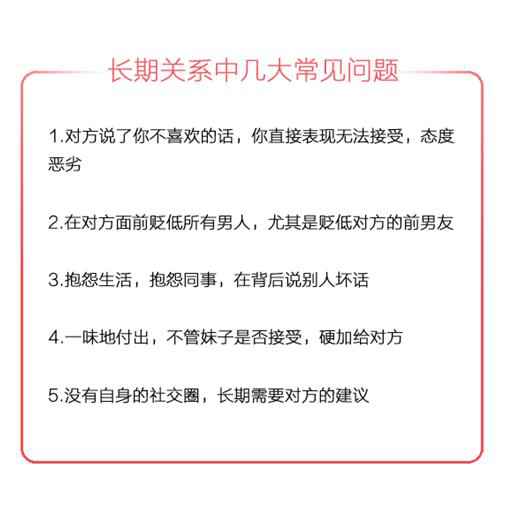 长期关系中几大常见问题
1.对方说了你不喜欢的话，你直接表现无法接受，态度
恶劣
2.在对方面前贬低所有男人，尤其是贬低对方的前男友
3.抱怨生活，抱怨同事，在背后说别人坏话
4.一味地付出，不管妹子是否接受，硬加给对方
5.没有自身的社交圈，长期需要对方的建议